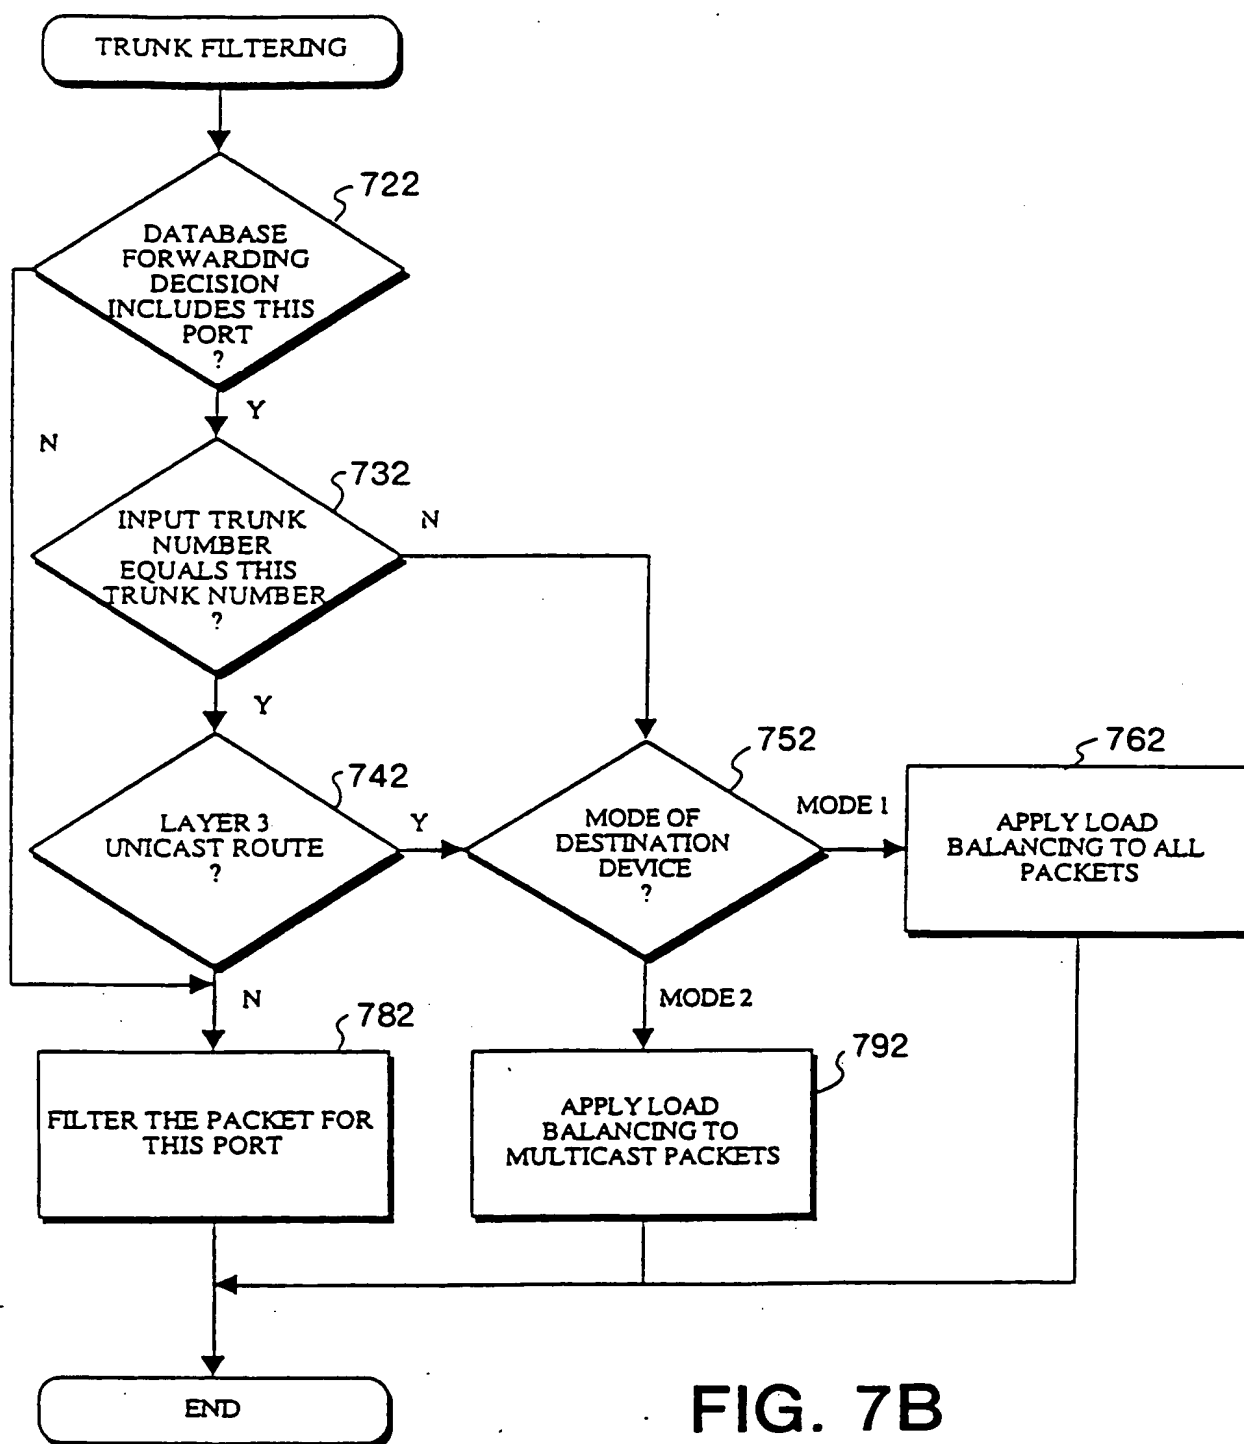 TRUNK FILTERING
722
DATABASE
FORWARDING
DECISION
INCLUDES THIS
PORT
?
Y
N
732
INPUT TRUNK
NUMBER
EQUALS THIS
TRUNK NUMBER
?
N
Y
742
LAYER 3
UNICAST ROUTE
?
Y
N
752
MODE OF
DESTINATION
DEVICE
?
MODE 1
MODE 2
762
APPLY LOAD
BALANCING TO ALL
PACKETS
782
FILTER THE PACKET FOR
THIS PORT
792
APPLY LOAD
BALANCING TO
MULTICAST PACKETS
END
FIG. 7B